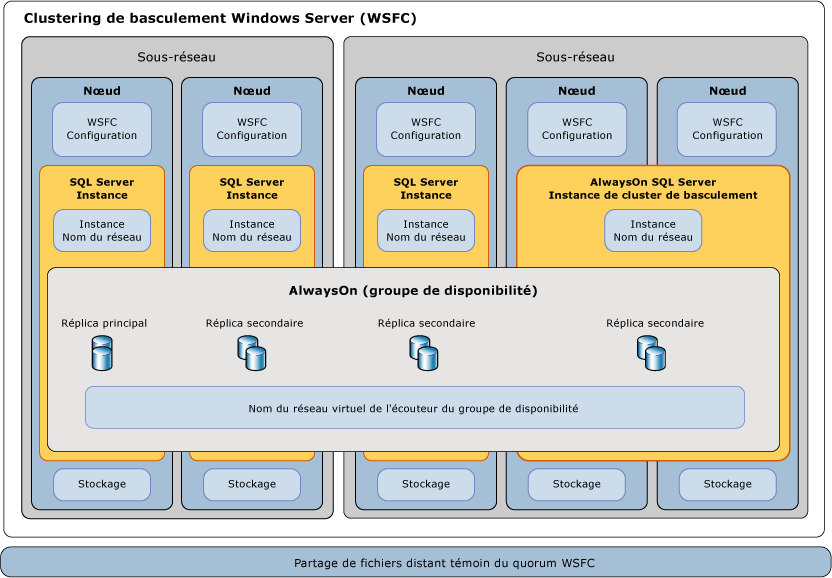 Clustering de basculement Windows Server (WSFC)
Sous-réseau
Sous-réseau
Nœud
Nœud
Nœud
Nœud
Nœud
WSFC
Configuration
WSFC
Configuration
WSFC
Configuration
WSFC
Configuration
WSFC
Configuration
SQL Server
Instance
SQL Server
Instance
SQL Server
Instance
AlwaysOn SQL Server
Instance de cluster de basculement
Instance
Nom du réseau
Instance
Nom du réseau
Instance
Nom du réseau
Instance
Nom du réseau
AlwaysOn (groupe de disponibilité)
Réplica principal
Réplica secondaire
Réplica secondaire
Réplica secondaire
Nom du réseau virtuel de l'écouteur du groupe de disponibilité
Stockage
Stockage
Stockage
Stockage
Stockage
Partage de fichiers distant témoin du quorum WSFC